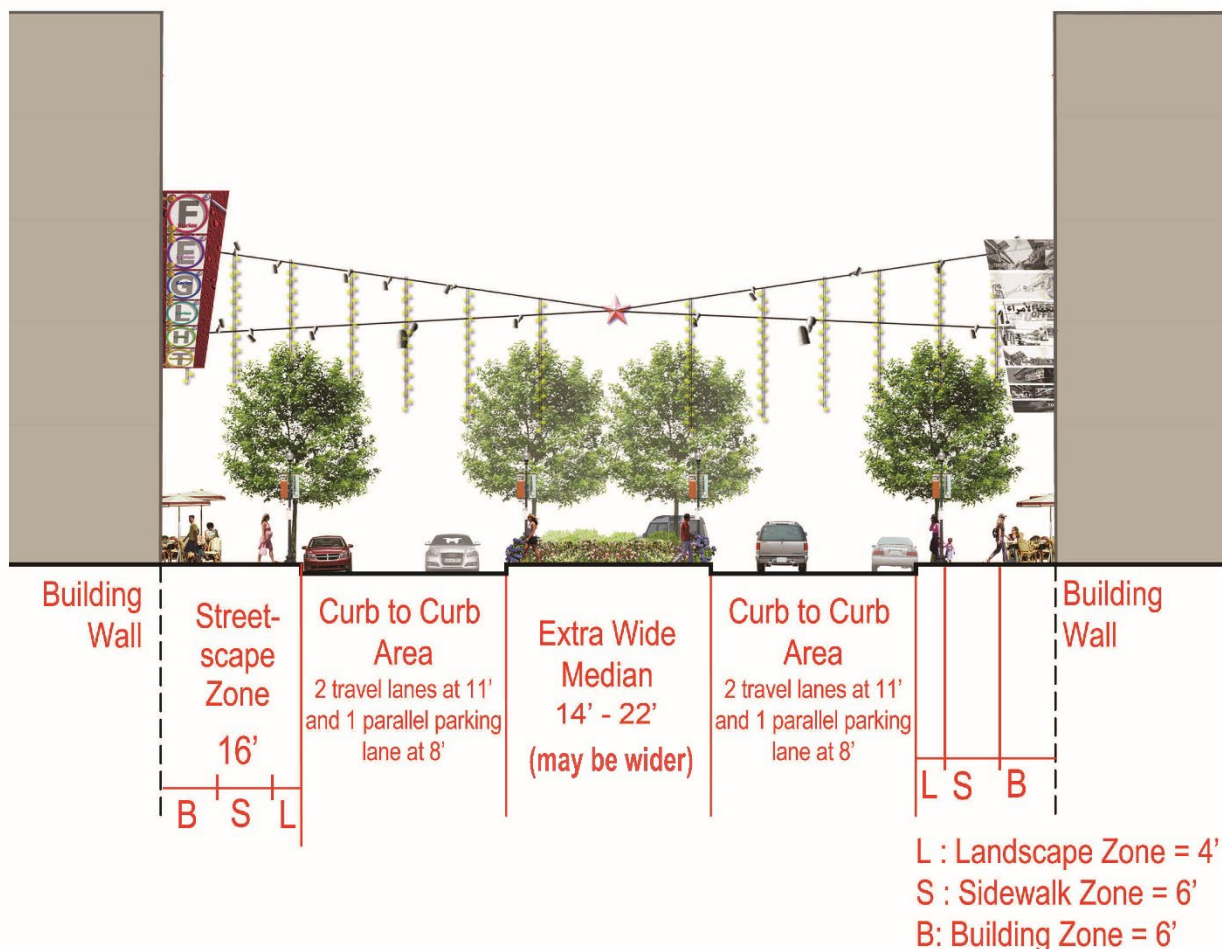 F
E
G
L
H
T
Building
Wall
Street-
scape
Zone
16’
B
S
L
Curb to Curb
Area
2 travel lanes at 11’
and 1 parallel parking
lane at 8’
Extra Wide
Median
14’ - 22’
(may be wider)
Curb to Curb
Area
2 travel lanes at 11’
and 1 parallel parking
lane at 8’
L
S
B
Building
Wall
L : Landscape Zone = 4’
S : Sidewalk Zone = 6’
B: Building Zone = 6’